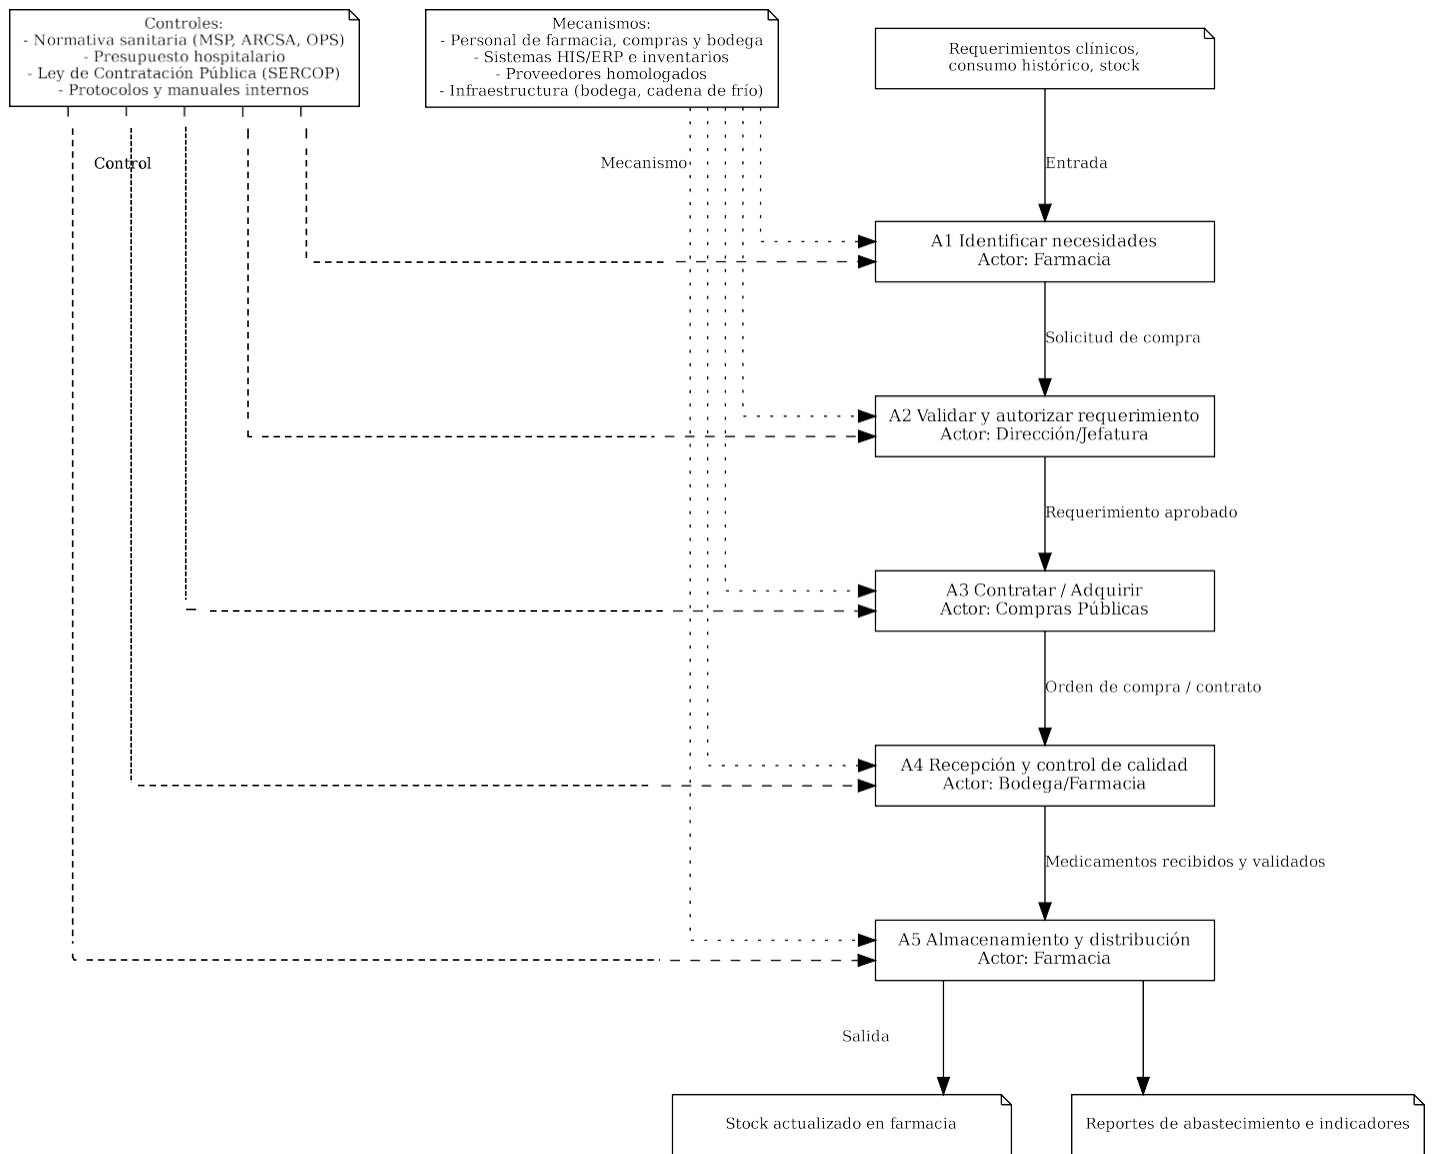 Controles:
- Normativa sanitaria (MSP, ARCSA, OPS)
- Presupuesto hospitalario
- Ley de Contratación Pública (SERCOP)
- Protocolos y manuales internos
Mecanismos:
- Personal de farmacia, compras y bodega
- Sistemas HIS/ERP e inventarios
- Proveedores homologados
- Infraestructura (bodega, cadena de frío)
Requerimientos clínicos,
consumo histórico, stock
Control
Mecanismo
Entrada
A1 Identificar necesidades
Actor: Farmacia
Solicitud de compra
A2 Validar y autorizar requerimiento
Actor: Dirección/Jefatura
Requerimiento aprobado
A3 Contratar / Adquirir
Actor: Compras Públicas
Orden de compra / contrato
A4 Recepción y control de calidad
Actor: Bodega/Farmacia
Medicamentos recibidos y validados
A5 Almacenamiento y distribución
Actor: Farmacia
Salida
Stock actualizado en farmacia
Reportes de abastecimiento e indicadores